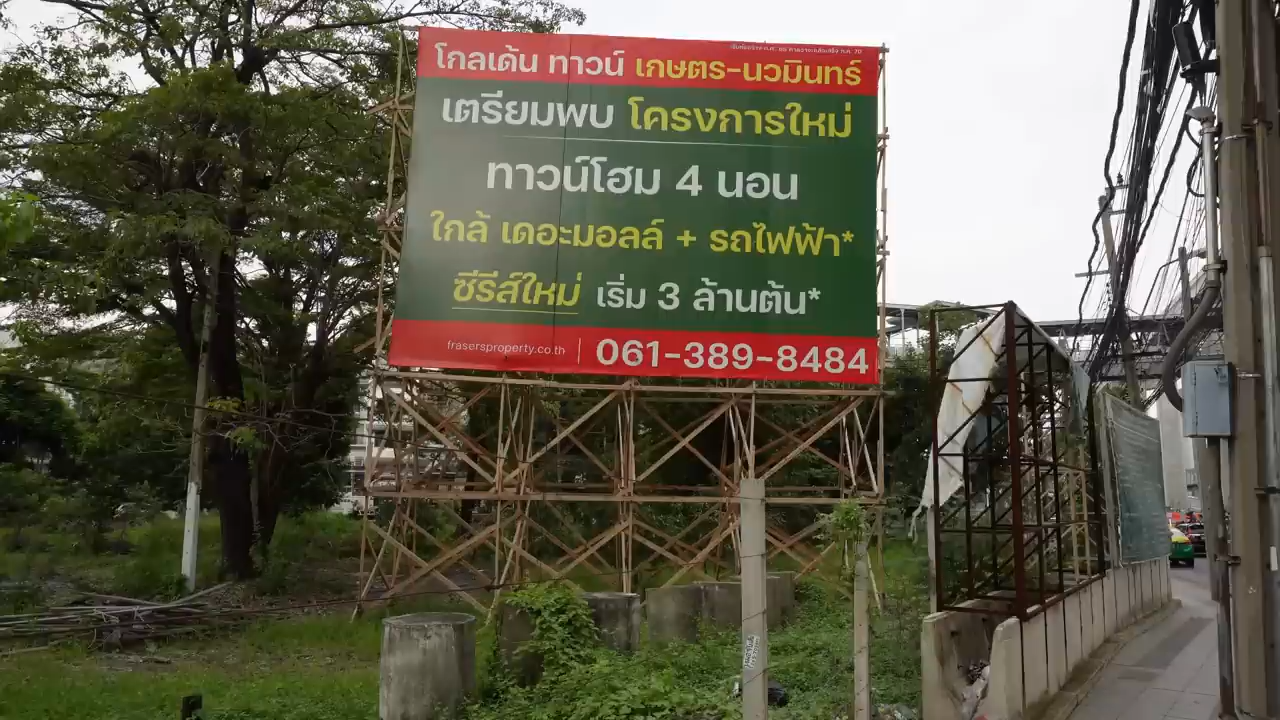 โกลเด้น ทาวน์ เกษตร-นวมินทร์
เตรียมพบ โครงการใหม่
ทาวน์โฮม 4 นอน
ใกล้ เดอะมอลล์ + รถไฟฟ้า*
ซีรีส์ใหม่ เริ่ม 3 ล้านต้น*
frasersproperty.co.th
061-389-8484